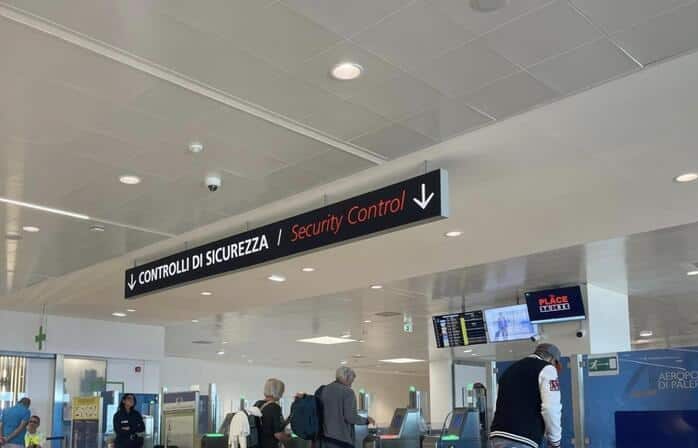 CONTROLLI DI SICUREZZA / Security Control
PLACE
AEROPO
DI PALER